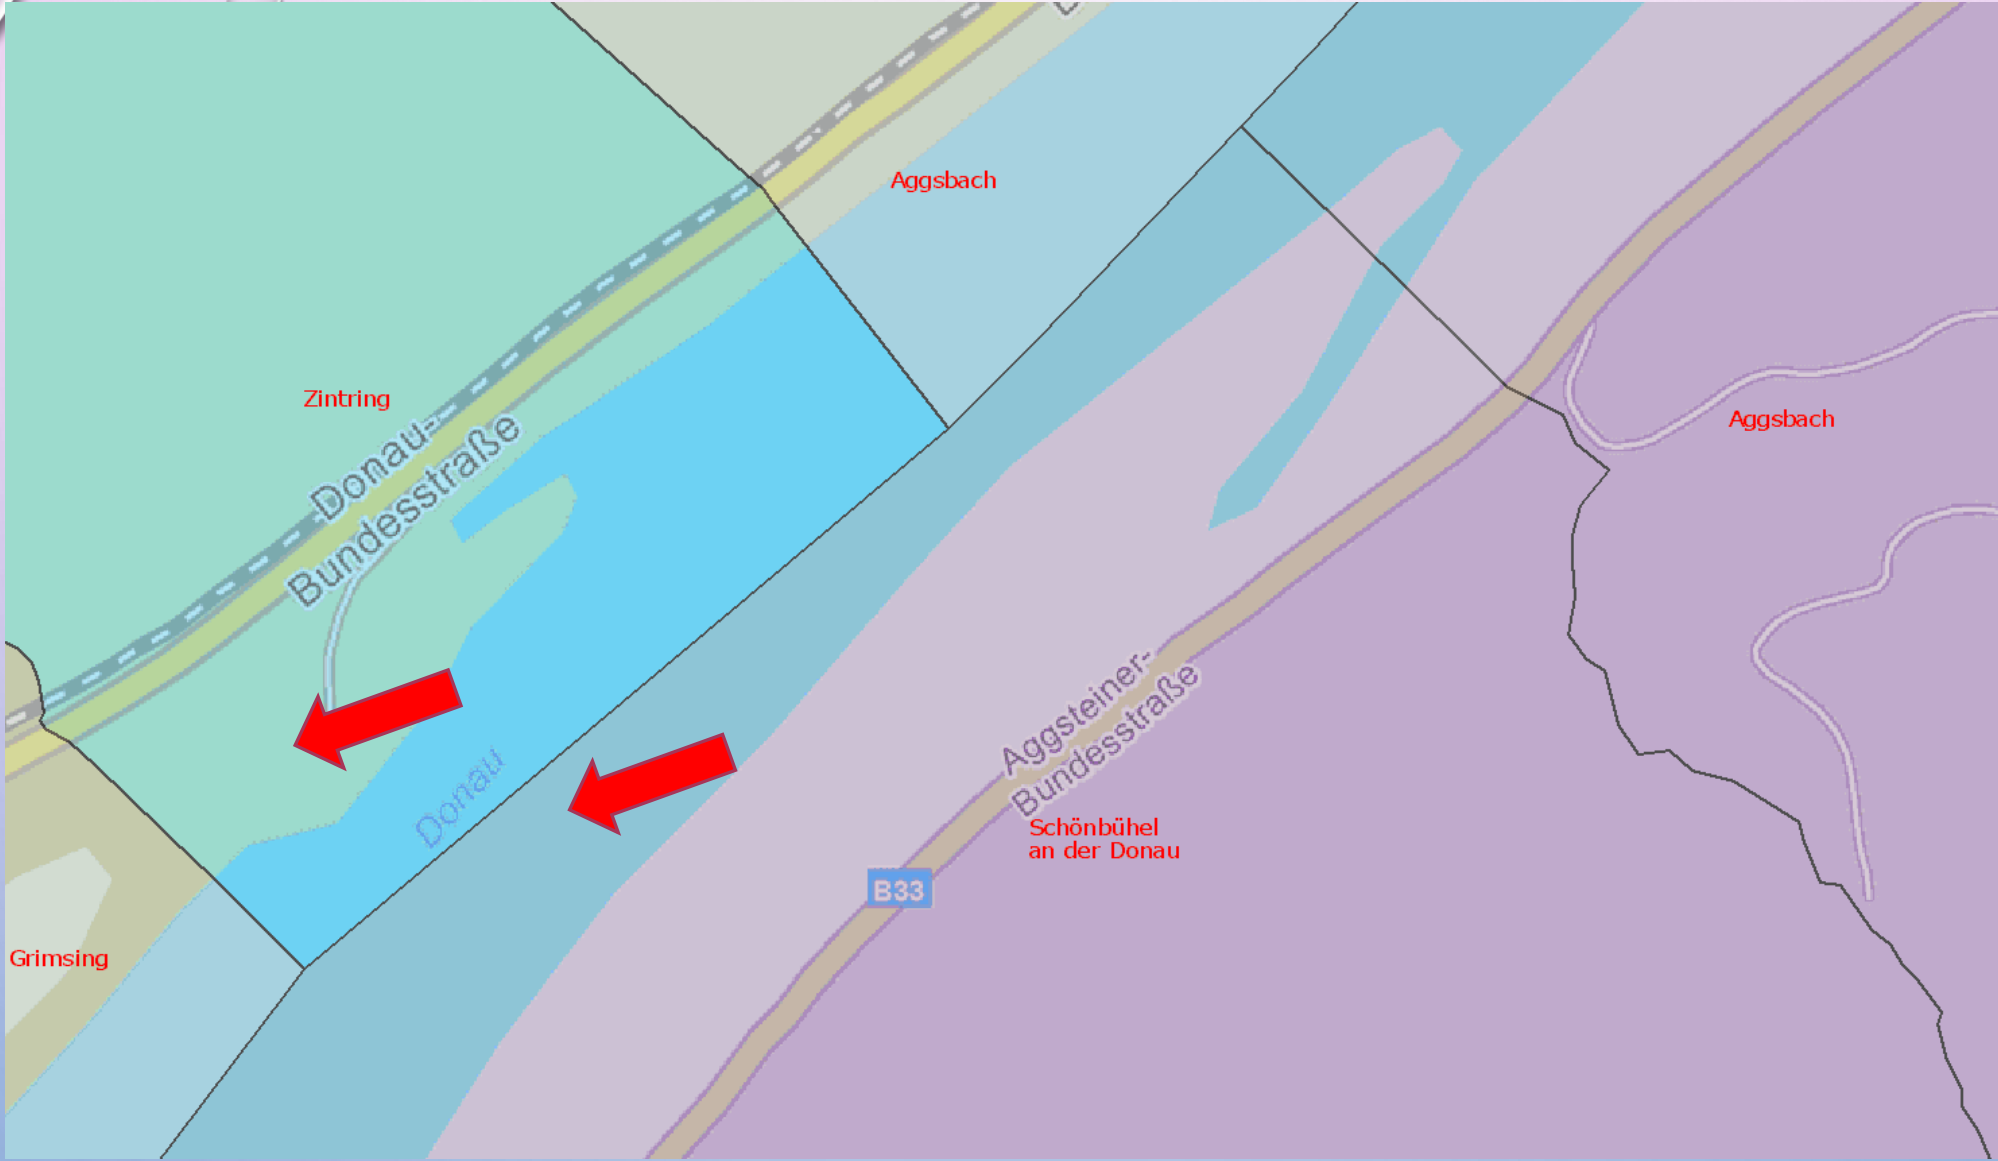 Aggsbach
Zintring
Donau-
Bundesstraße
Aggsbach
Donau
Aggsteiner-
Bundesstraße
Schönbühel
an der Donau
B33
Grimsing